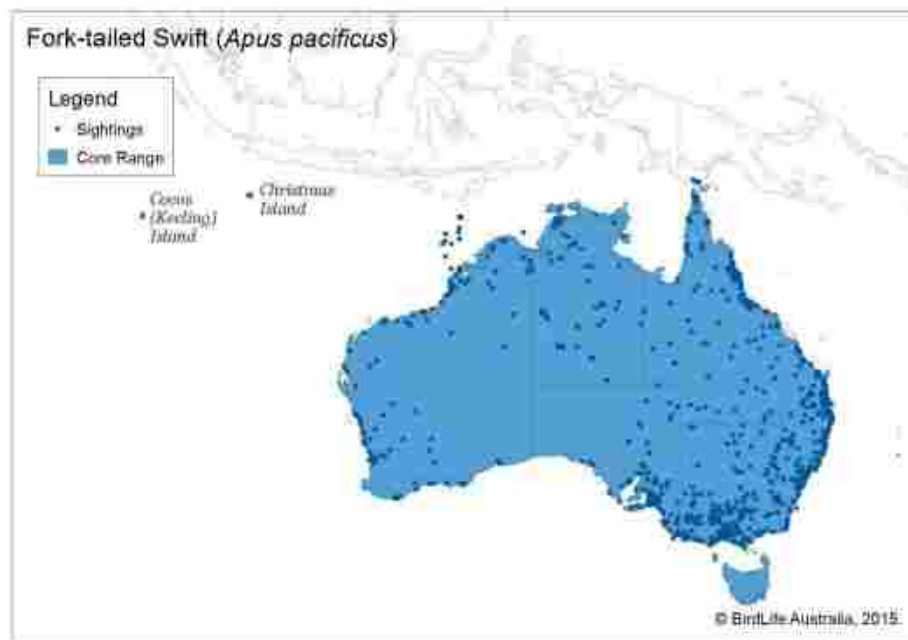 Fork-tailed Swift (Apus pacificus)
Legend
Sightings
Core Range
Cocos
(Keeling)
Island
Christmas
Island
© BirdLife Australia, 2015.